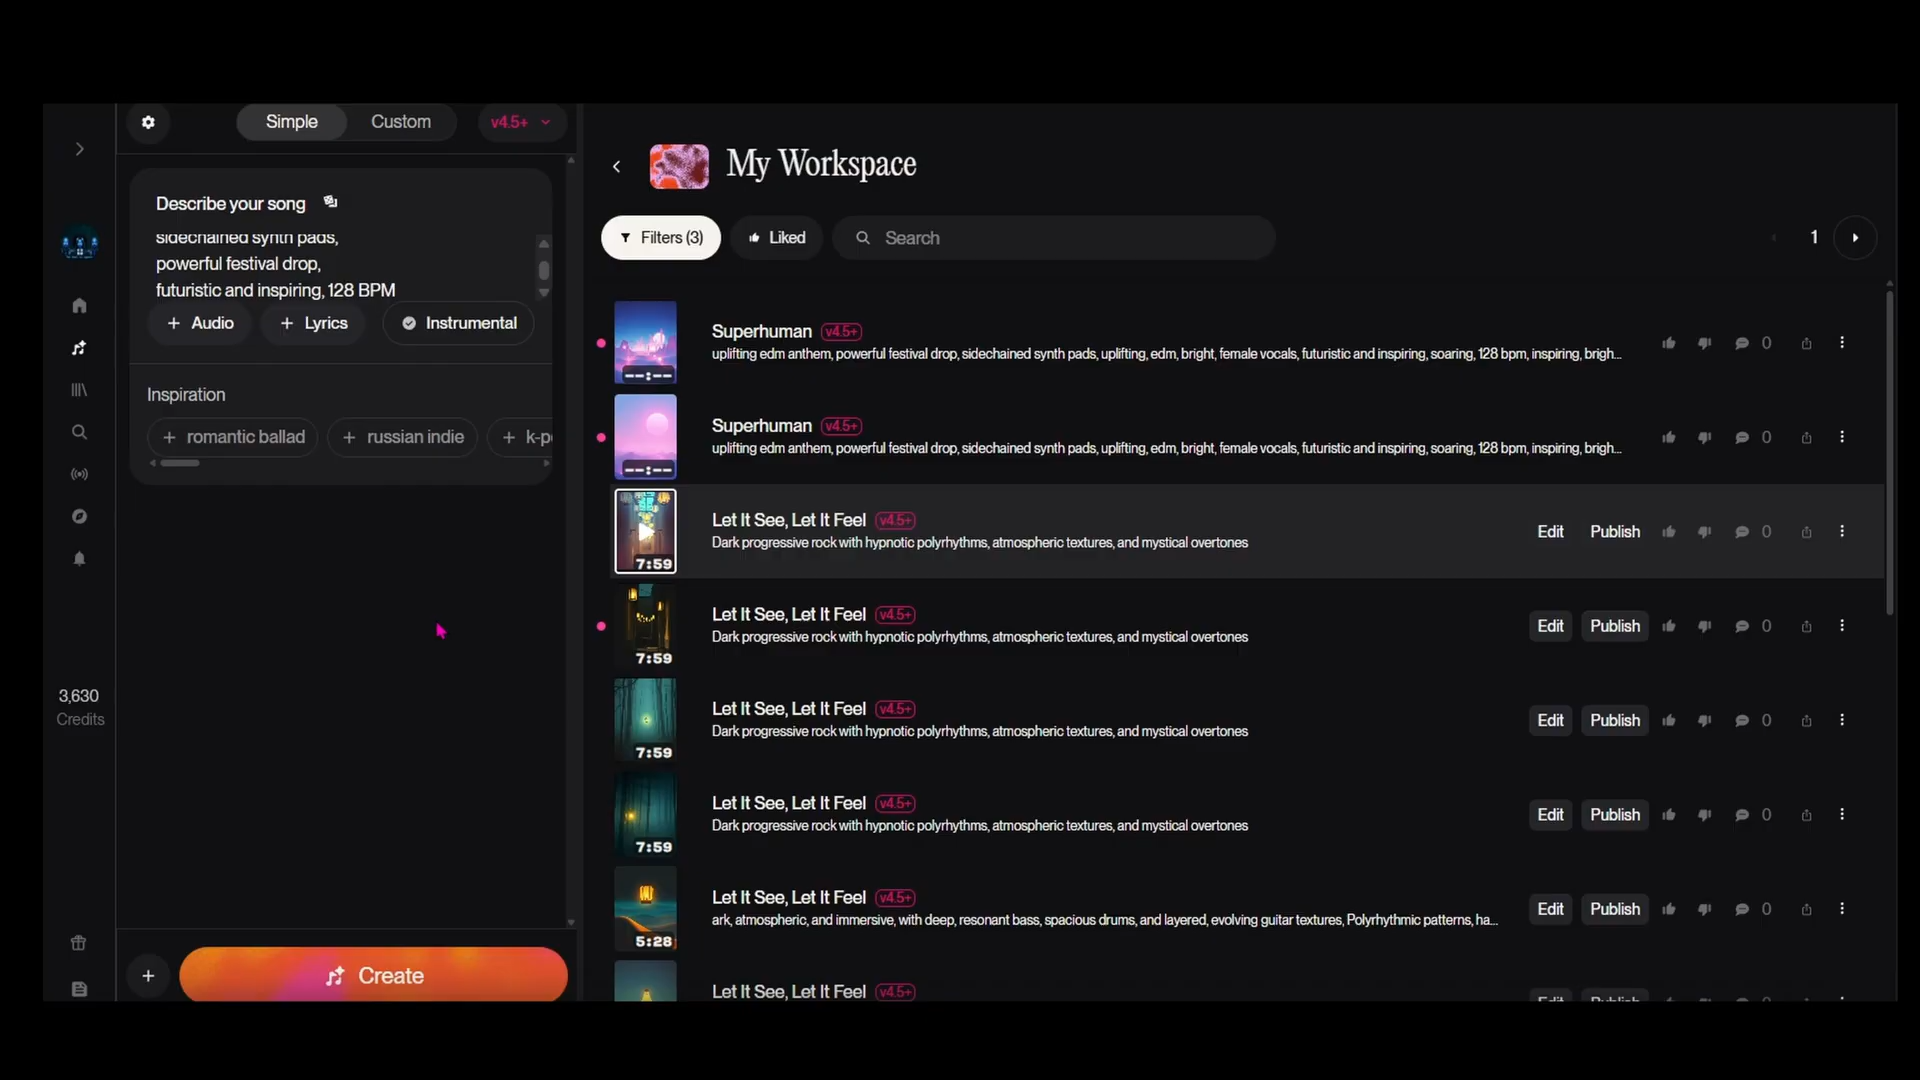 Simple
Custom
v4.5+
Describe your song
sidechained synth pads,
powerful festival drop,
futuristic and inspiring, 128 BPM
Audio
Lyrics
Instrumental
Inspiration
romantic ballad
russian indie
3,630
Credits
Create
My Workspace
Filters (3)
Liked
Search
1
Superhuman v4.5+
uplifting edm anthem, powerful festival drop, sidechained synth pads, uplifting, edm, bright, female vocals, futuristic and inspiring, soaring, 128 bpm, inspiring, brigh...
--:--
0
Superhuman v4.5+
uplifting edm anthem, powerful festival drop, sidechained synth pads, uplifting, edm, bright, female vocals, futuristic and inspiring, soaring, 128 bpm, inspiring, brigh...
--:--
0
Let It See, Let It Feel v4.5+
Dark progressive rock with hypnotic polyrhythms, atmospheric textures, and mystical overtones
7:59
Edit Publish 0
Let It See, Let It Feel v4.5+
Dark progressive rock with hypnotic polyrhythms, atmospheric textures, and mystical overtones
7:59
Edit Publish 0
Let It See, Let It Feel v4.5+
Dark progressive rock with hypnotic polyrhythms, atmospheric textures, and mystical overtones
7:59
Edit Publish 0
Let It See, Let It Feel v4.5+
Dark progressive rock with hypnotic polyrhythms, atmospheric textures, and mystical overtones
7:59
Edit Publish 0
Let It See, Let It Feel v4.5+
ark, atmospheric, and immersive, with deep, resonant bass, spacious drums, and layered, evolving guitar textures, Polyrhythmic patterns, ha...
5:28
Edit Publish 0
Let It See, Let It Feel v4.5+